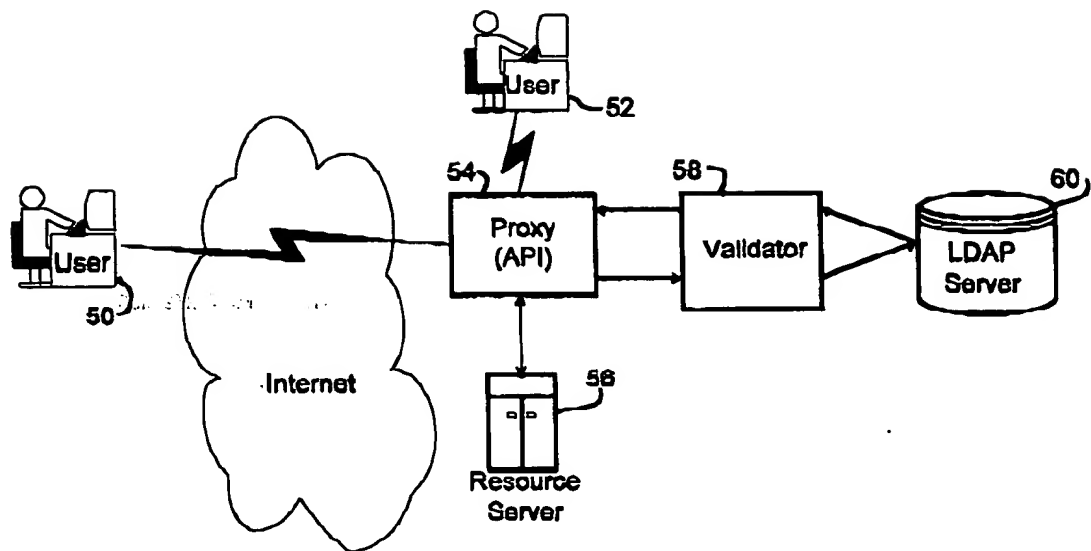 User
52
54
58
60
Proxy
(API)
Validator
LDAP
Server
User
50
Internet
56
Resource
Server